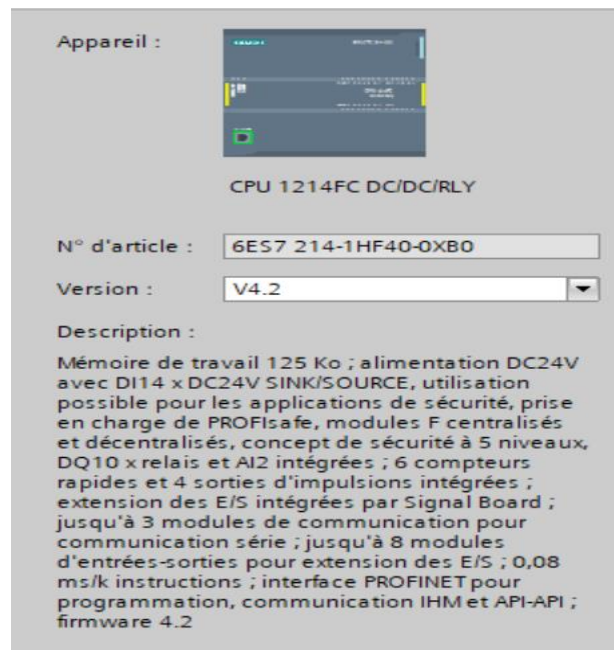 Appareil :
CPU 1214FC DC/DC/RLY
N° d'article : 6ES7 214-1HF40-0XB0
Version : V4.2
Description :
Mémoire de travail 125 Ko ; alimentation DC24V
avec DI14 x DC24V SINK/SOURCE, utilisation
possible pour les applications de sécurité, prise
en charge de PROFIsafe, modules F centralisés
et décentralisés, concept de sécurité à 5 niveaux,
DQ10 x relais et AI2 intégrées ; 6 compteurs
rapides et 4 sorties d'impulsions intégrées ;
extension des E/S intégrées par Signal Board ;
jusqu'à 3 modules de communication pour
communication série ; jusqu'à 8 modules
d'entrées-sorties pour extension des E/S ; 0,08
ms/k instructions ; interface PROFINET pour
programmation, communication IHM et API-API ;
firmware 4.2